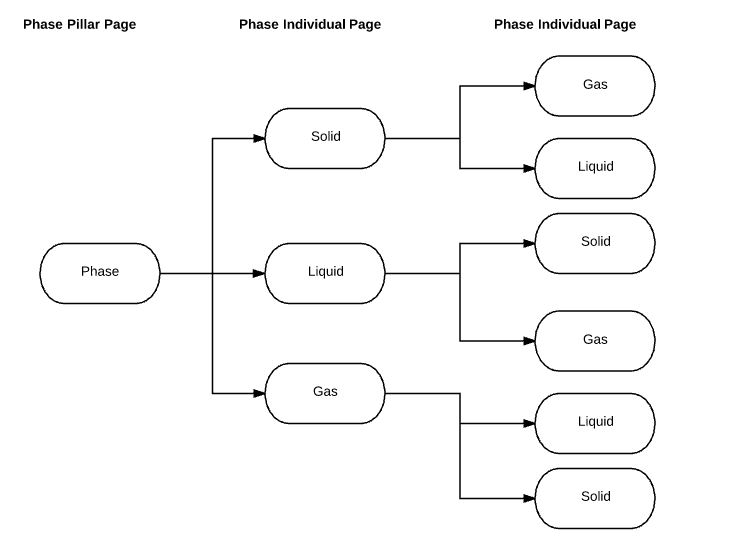 Phase Pillar Page
Phase Individual Page
Phase Individual Page
Gas
Solid
Liquid
Solid
Phase
Liquid
Gas
Gas
Liquid
Solid